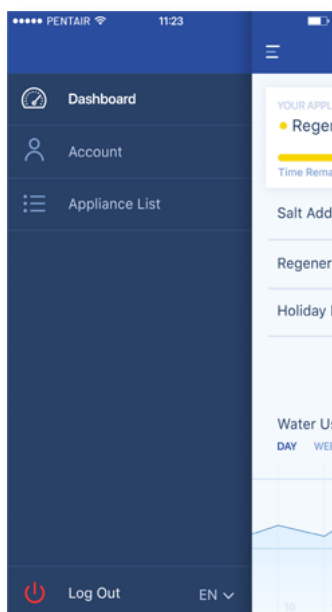 PENTAIR 11:23
Dashboard
Account
Appliance List
Log Out EN
YOUR APPL
Regen
Time Rema
Salt Add
Regener
Holiday
Water Us
DAY WEE
10